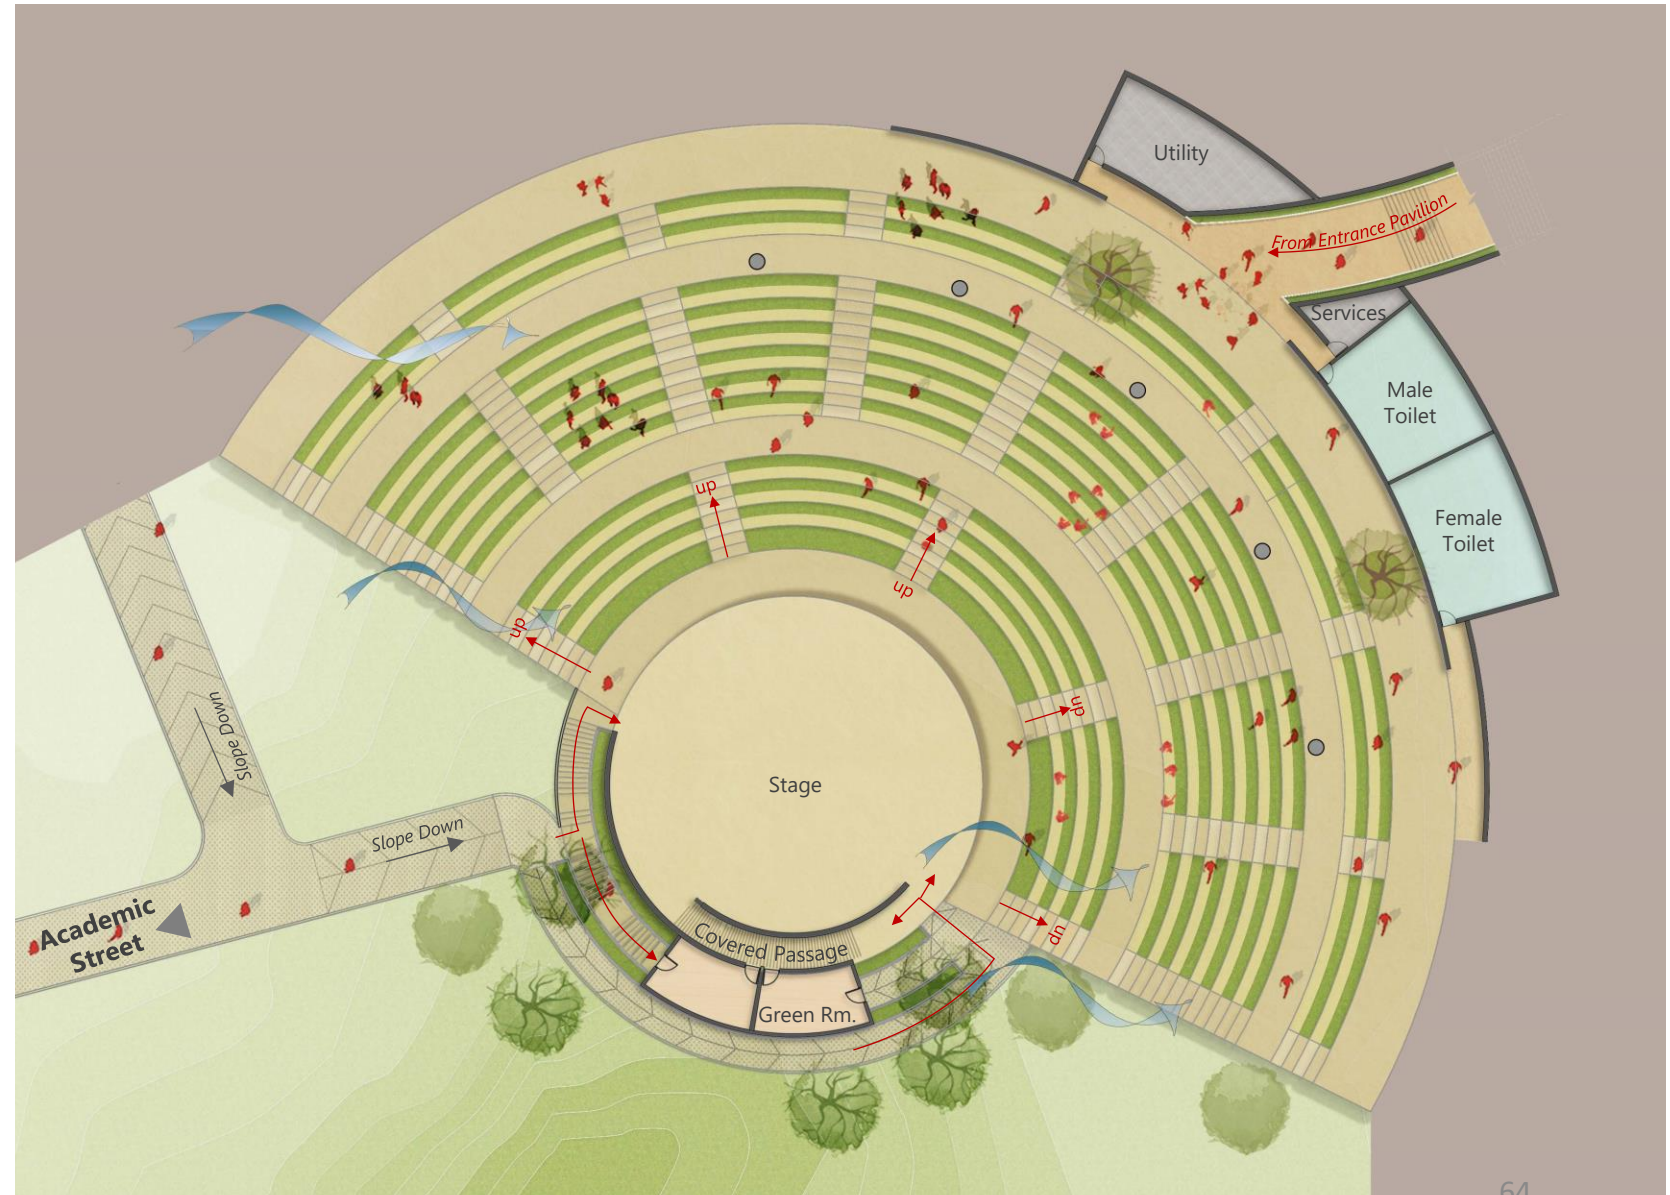 Utility
From Entrance Pavilion
Services
Male
Toilet
Female
Toilet
up
up
up
up
up
Stage
Slope Down
Slope Down
Academic
Street
Covered Passage
Green Rm.
64